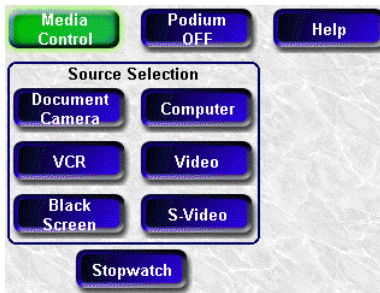 Media Podium Help
Control OFF
Source Selection
Document Computer
Camera
VCR Video
Black S-Video
Screen
Stopwatch